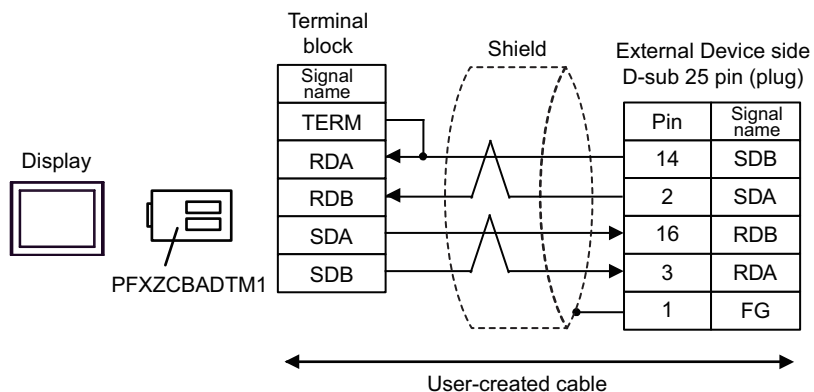 Terminal
block
Shield
External Device side
D-sub 25 pin (plug)
Display
PFXZCBADTM1
Signal
name
TERM
RDA
RDB
SDA
SDB
Pin
Signal
name
14
SDB
2
SDA
16
RDB
3
RDA
1
FG
User-created cable